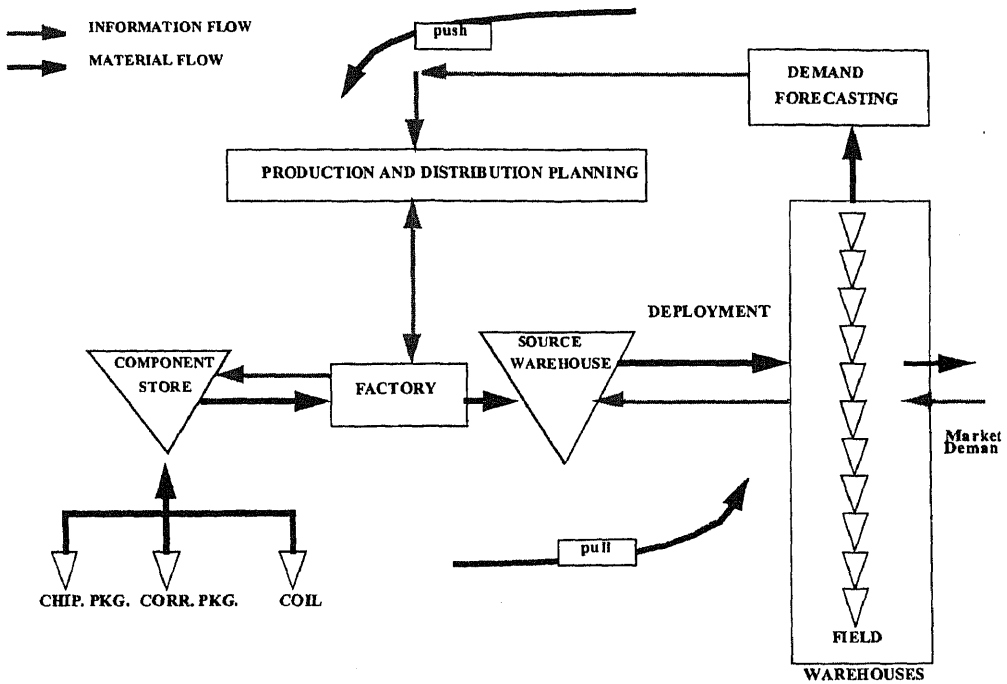 INFORMATION FLOW
MATERIAL FLOW
push
DEMAND
FORECASTING
PRODUCTION AND DISTRIBUTION PLANNING
DEPLOYMENT
SOURCE
WAREHOUSE
COMPONENT
STORE
FACTORY
Market
Deman
pull
CHIP. PKG. CORR. PKG. COIL
FIELD
WAREHOUSES